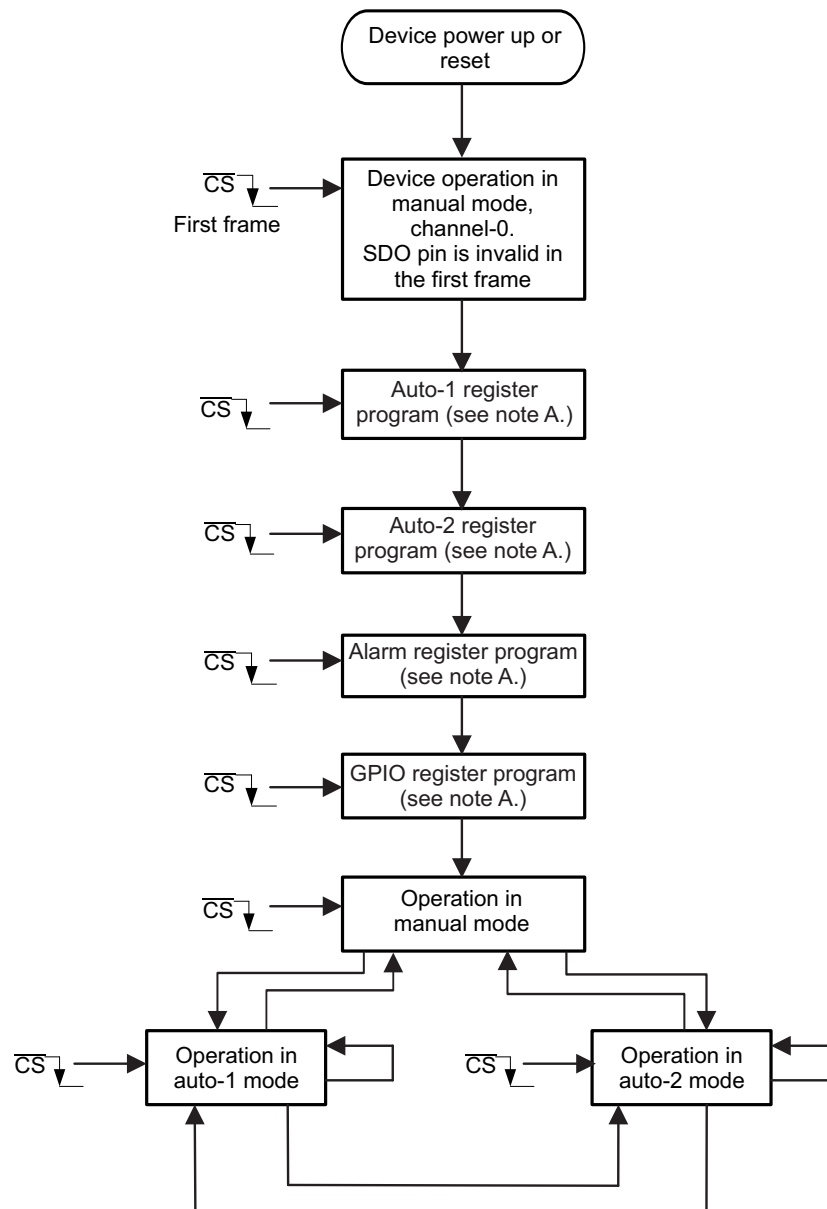 Device power up or
reset
CS
First frame
Device operation in
manual mode,
channel-0.
SDO pin is invalid in
the first frame
CS
Auto-1 register
program (see note A.)
CS
Auto-2 register
program (see note A.)
CS
Alarm register program
(see note A.)
CS
GPIO register program
(see note A.)
CS
Operation in
manual mode
CS
Operation in
auto-1 mode
CS
Operation in
auto-2 mode